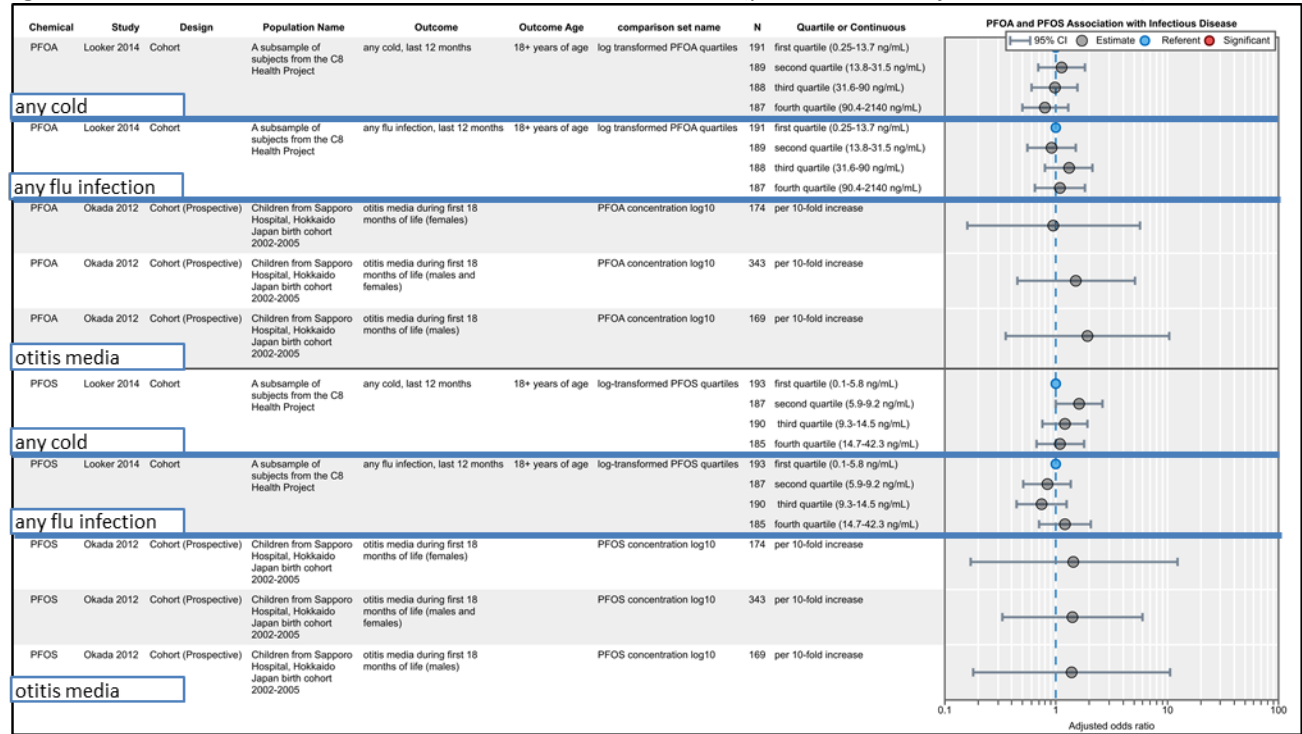 Chemical Study Design Population Name Outcome Outcome Age comparison set name N Quartile or Continuous PFOA and PFOS Association with Infectious Disease
95% CI Estimate Referent Significant
PFOA Looker 2014 Cohort A subsample of any cold, last 12 months 18+ years of age log transformed PFOA quartiles 191 first quartile (0.25-13.7 ng/mL)
subjects from the C8
Health Project
189 second quartile (13.8-31.5 ng/mL)
188 third quartile (31.6-90 ng/mL)
any cold 187 fourth quartile (90.4-2140 ng/mL)
PFOA Looker 2014 Cohort A subsample of any flu infection, last 12 months 18+ years of age log transformed PFOA quartiles 191 first quartile (0.25-13.7 ng/mL)
subjects from the C8
Health Project
189 second quartile (13.8-31.5 ng/mL)
188 third quartile (31.6-90 ng/mL)
any flu infection 187 fourth quartile (90.4-2140 ng/mL)
PFOA Okada 2012 Cohort (Prospective) Children from Sapporo otitis media during first 18 PFOA concentration log10 174 per 10-fold increase
Hospital, Hokkaido months of life (females)
Japan birth cohort
2002-2005
PFOA Okada 2012 Cohort (Prospective) Children from Sapporo otitis media during first 18 PFOA concentration log10 343 per 10-fold increase
Hospital, Hokkaido months of life (males and
Japan birth cohort females)
2002-2005
PFOA Okada 2012 Cohort (Prospective) Children from Sapporo otitis media during first 18 PFOA concentration log10 169 per 10-fold increase
Hospital, Hokkaido months of life (males)
Japan birth cohort
2002-2005
otitis media
PFOS Looker 2014 Cohort A subsample of any cold, last 12 months 18+ years of age log-transformed PFOS quartiles 193 first quartile (0.1-5.8 ng/mL)
subjects from the C8
Health Project
187 second quartile (5.9-9.2 ng/mL)
190 third quartile (9.3-14.5 ng/mL)
any cold 185 fourth quartile (14.7-42.3 ng/mL)
PFOS Looker 2014 Cohort A subsample of any flu infection, last 12 months 18+ years of age log-transformed PFOS quartiles 193 first quartile (0.1-5.8 ng/mL)
subjects from the C8
Health Project
187 second quartile (5.9-9.2 ng/mL)
190 third quartile (9.3-14.5 ng/mL)
any flu infection 185 fourth quartile (14.7-42.3 ng/mL)
PFOS Okada 2012 Cohort (Prospective) Children from Sapporo otitis media during first 18 PFOS concentration log10 174 per 10-fold increase
Hospital, Hokkaido months of life (females)
Japan birth cohort
2002-2005
PFOS Okada 2012 Cohort (Prospective) Children from Sapporo otitis media during first 18 PFOS concentration log10 343 per 10-fold increase
Hospital, Hokkaido months of life (males and
Japan birth cohort females)
2002-2005
PFOS Okada 2012 Cohort (Prospective) Children from Sapporo otitis media during first 18 PFOS concentration log10 169 per 10-fold increase
Hospital, Hokkaido months of life (males)
Japan birth cohort
2002-2005
otitis media
0.1 1 10 100
Adjusted odds ratio